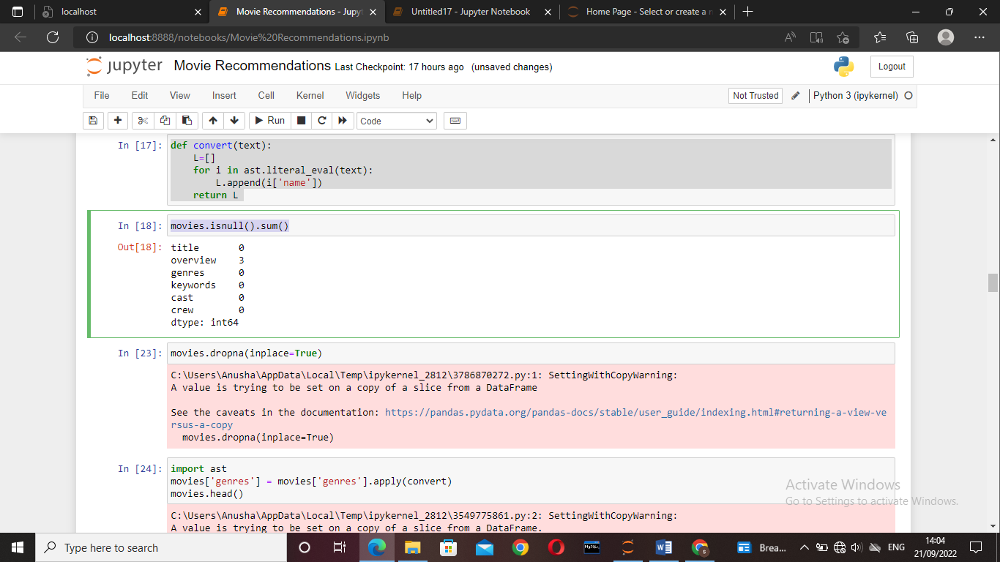 localhost
Movie Recommendations - Jupyt
Untitled17 - Jupyter Notebook
Home Page - Select or create a n
localhost:8888/notebooks/Movie%20Recommendations.ipynb
jupyter Movie Recommendations Last Checkpoint: 17 hours ago (unsaved changes)
Logout
File Edit View Insert Cell Kernel Widgets Help
Not Trusted
Python 3 (ipykernel)
Run
Code
In [17]: def convert(text):
    L=[]
    for i in ast.literal_eval(text):
        L.append(i['name'])
    return L
In [18]: movies.isnull().sum()
Out[18]: title 0
overview 3
genres 0
keywords 0
cast 0
crew 0
dtype: int64
In [23]: movies.dropna(inplace=True)
C:\Users\Anusha\AppData\Local\Temp\ipykernel_2812\3786870272.py:1: SettingWithCopyWarning:
A value is trying to be set on a copy of a slice from a DataFrame
See the caveats in the documentation: https://pandas.pydata.org/pandas-docs/stable/user_guide/indexing.html#returning-a-view-ve
rsus-a-copy
  movies.dropna(inplace=True)
In [24]: import ast
movies['genres'] = movies['genres'].apply(convert)
movies.head()
C:\Users\Anusha\AppData\Local\Temp\ipykernel_2812\3549775861.py:2: SettingWithCopyWarning:
A value is trying to be set on a copy of a slice from a DataFrame.
Activate Windows
Go to Settings to activate Windows.
Type here to search
MySQL
W
S
Brea...
ENG
14:04
21/09/2022